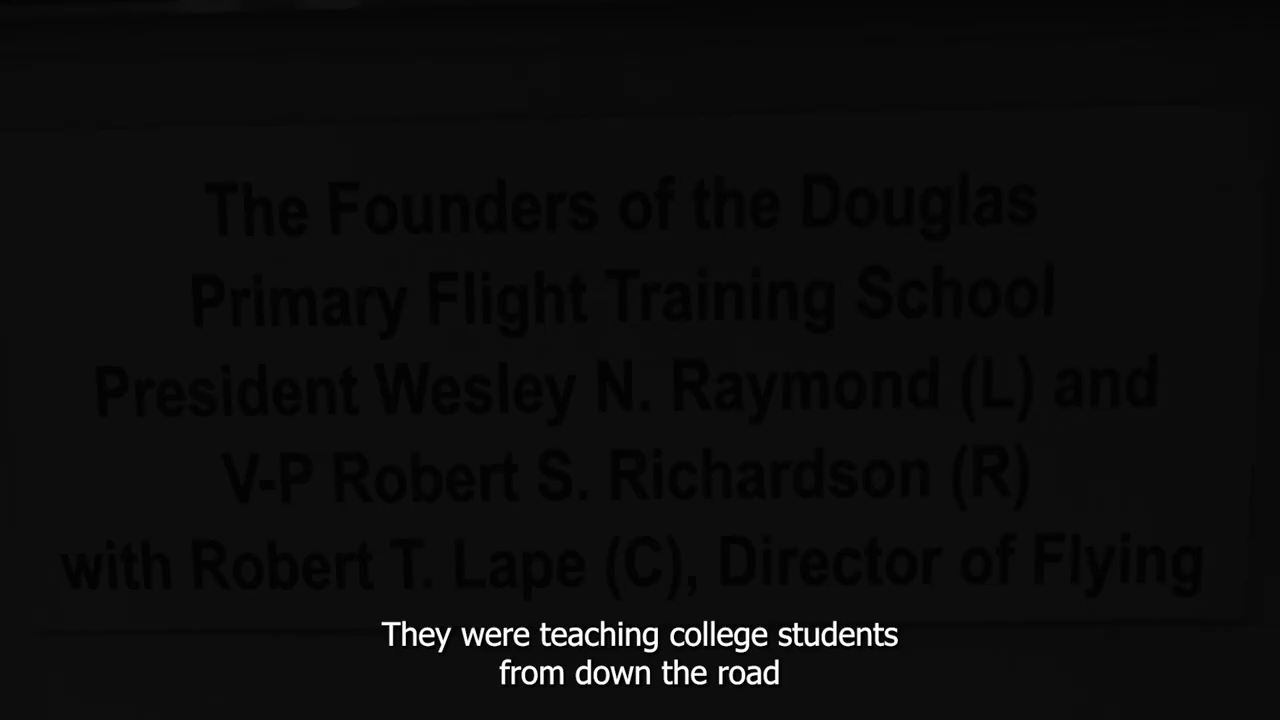 The Founders of the Douglas
Primary Flight Training School
President Wesley N. Raymond (L) and
V-P Robert S. Richardson (R)
with Robert T. Lape (C), Director of Flying
They were teaching college students
from down the road